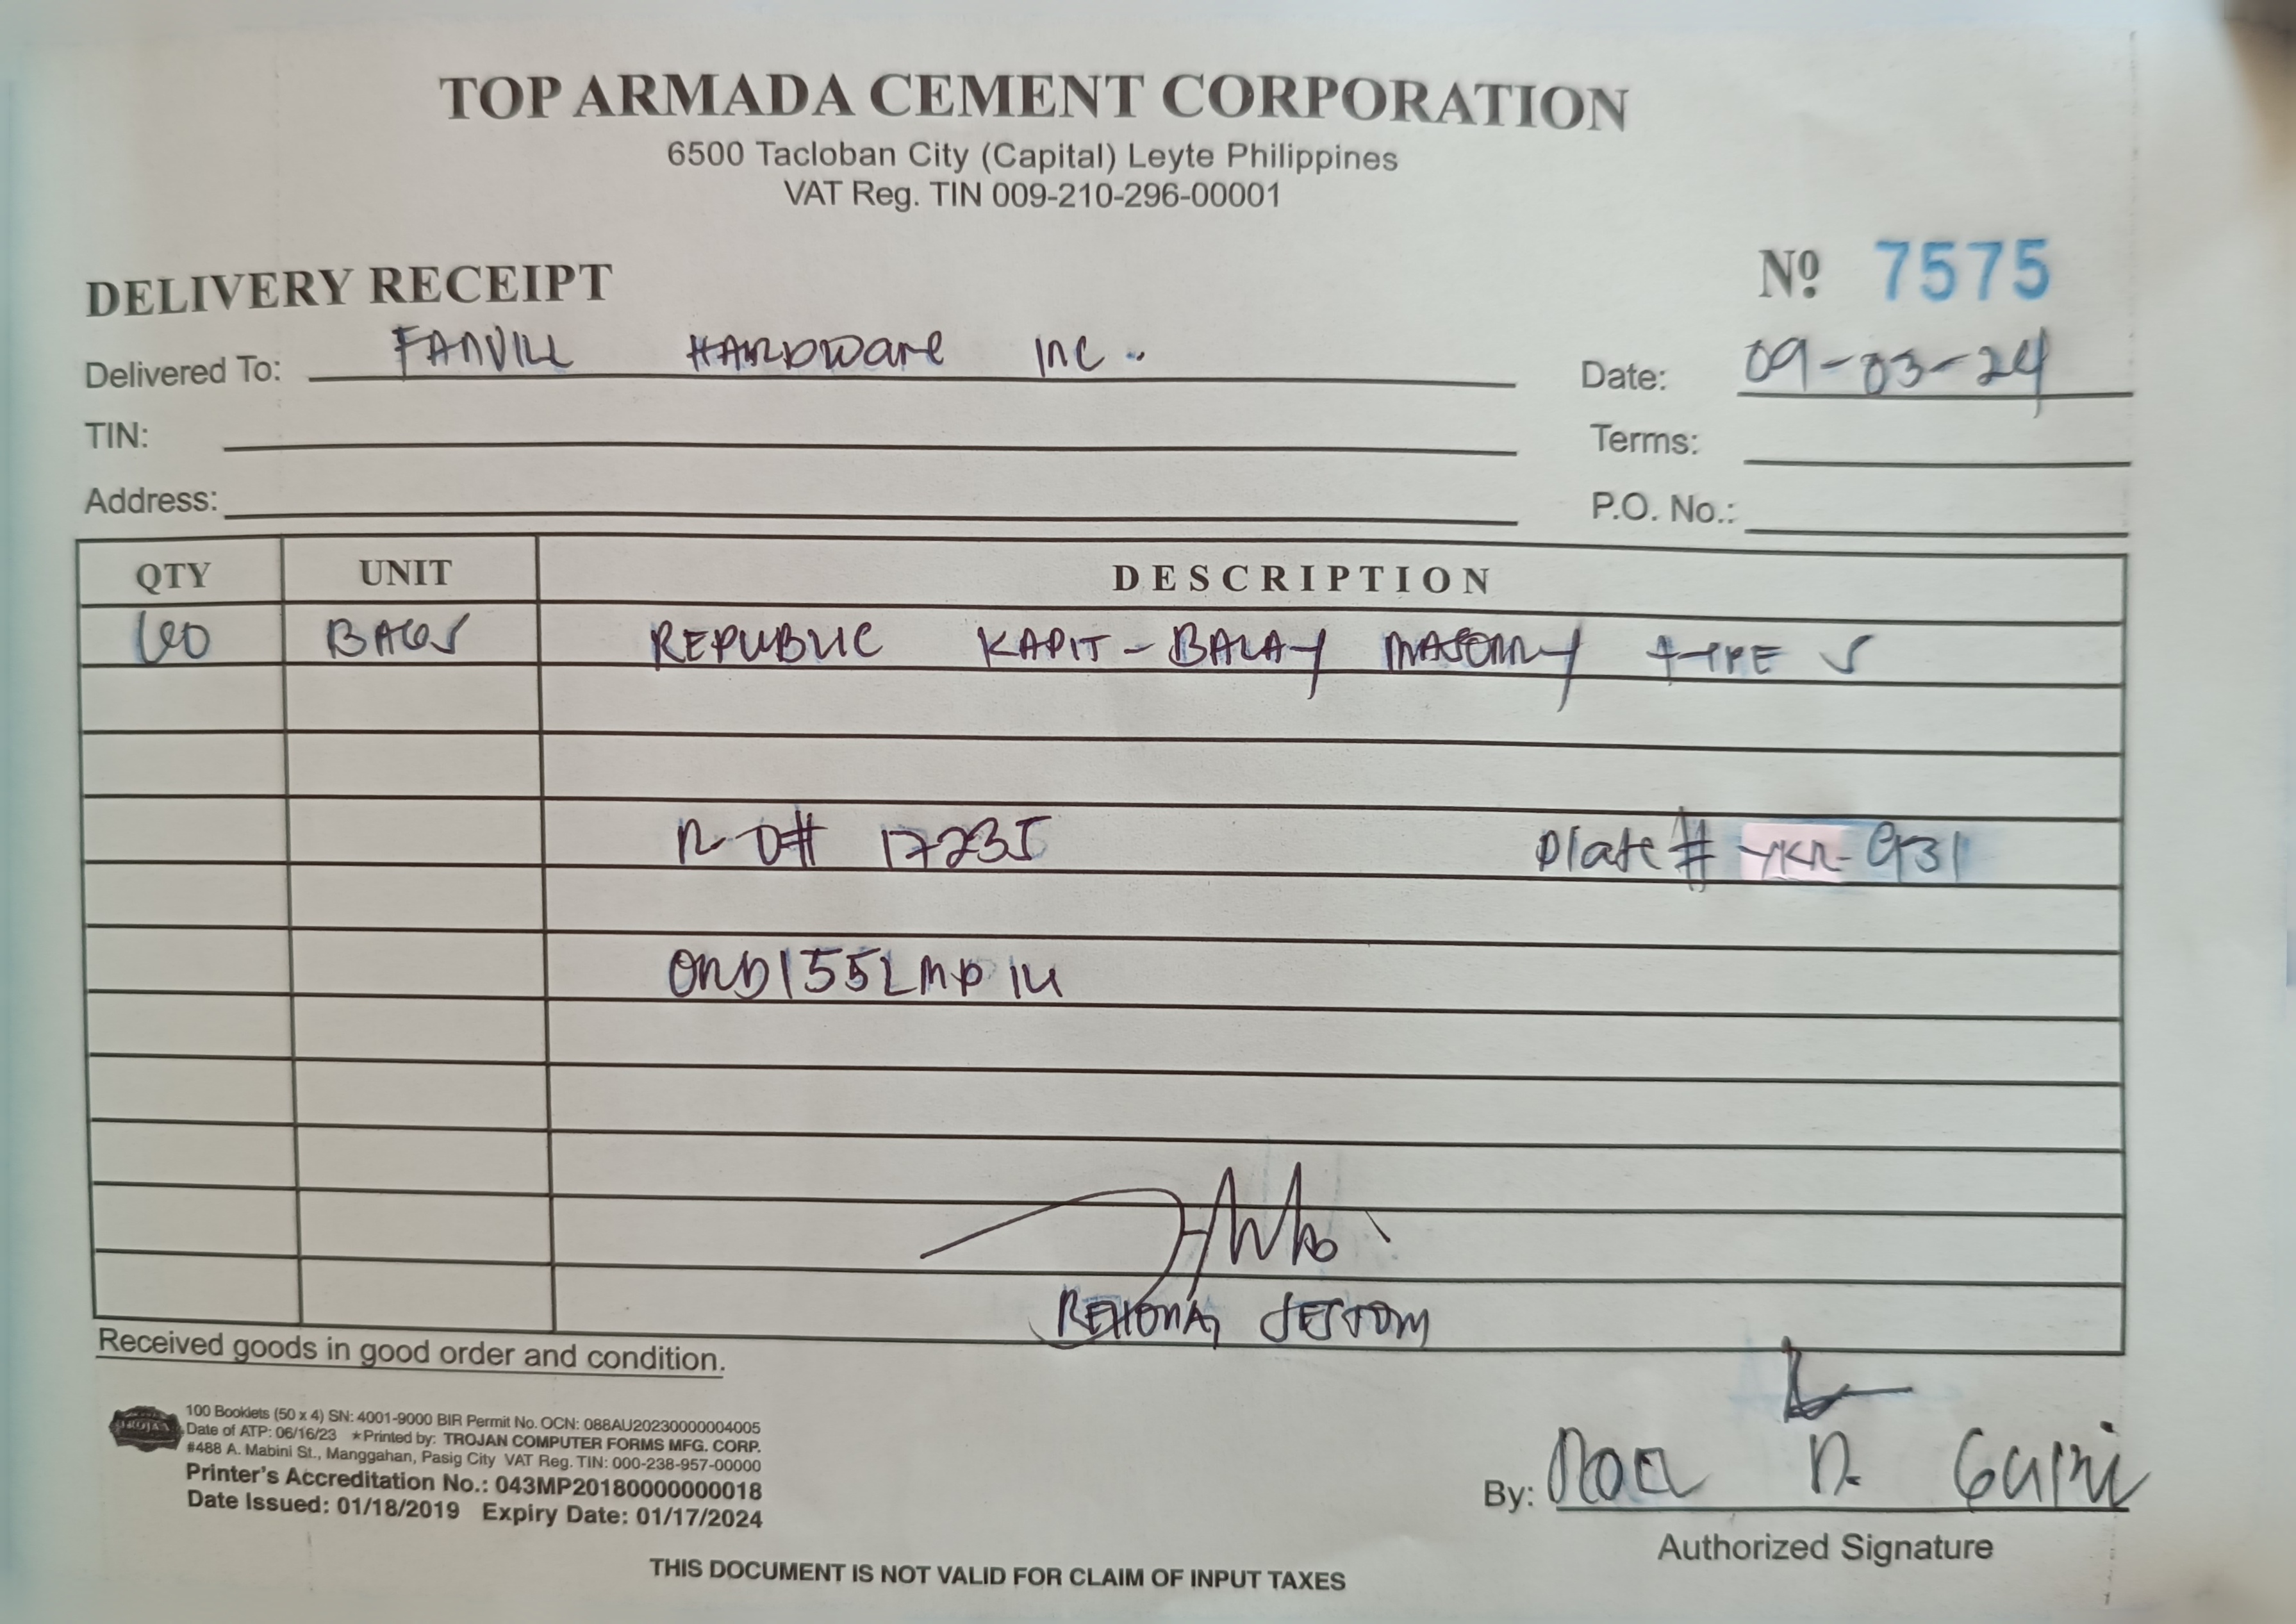 TOP ARMADA CEMENT CORPORATION
6500 Tacloban City (Capital) Leyte Philippines
VAT Reg. TIN 009-210-296-00001
DELIVERY RECEIPT Nº 7575
Delivered To: FANVILL HARDWARE INC. Date: 09-03-24
TIN: Terms:
Address: P.O. No.:
QTY UNIT DESCRIPTION
60 BAGS REPUBLIC KAPIT-BALAY MASONRY TYPE S
R-O# 17235 Plate # YKR-931
ORD1552MP14
JESTOM
Received goods in good order and condition.
TROJAN
100 Booklets (50 x 4) SN: 4001-9000 BIR Permit No. OCN: 088AU20230000004005
Date of ATP: 06/16/23 *Printed by: TROJAN COMPUTER FORMS MFG. CORP.
#488 A. Mabini St., Manggahan, Pasig City VAT Reg. TIN: 000-238-957-00000
Printer's Accreditation No.: 043MP20180000000018
Date Issued: 01/18/2019 Expiry Date: 01/17/2024
By:
Authorized Signature
THIS DOCUMENT IS NOT VALID FOR CLAIM OF INPUT TAXES